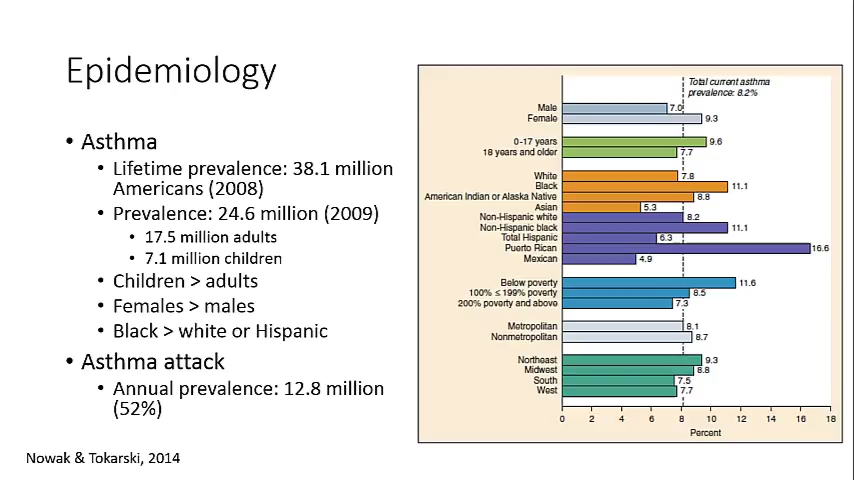 Epidemiology
• Asthma
• Lifetime prevalence: 38.1 million
Americans (2008)
• Prevalence: 24.6 million (2009)
• 17.5 million adults
• 7.1 million children
• Children > adults
• Females > males
• Black > white or Hispanic
• Asthma attack
• Annual prevalence: 12.8 million
(52%)
Nowak & Tokarski, 2014
Total current asthma
prevalence: 8.2%
Male 7.0
Female 9.3
0-17 years 9.6
18 years and older 7.7
White 7.8
Black 11.1
American Indian or Alaska Native 8.8
Asian 5.3
Non-Hispanic white 8.2
Non-Hispanic black 11.1
Total Hispanic 6.3
Puerto Rican 16.6
Mexican 4.9
Below poverty 11.6
100% ≤ 199% poverty 8.5
200% poverty and above 7.3
Metropolitan 8.1
Nonmetropolitan 8.7
Northeast 9.3
Midwest 8.8
South 7.5
West 7.7
0 2 4 6 8 10 12 14 16 18
Percent